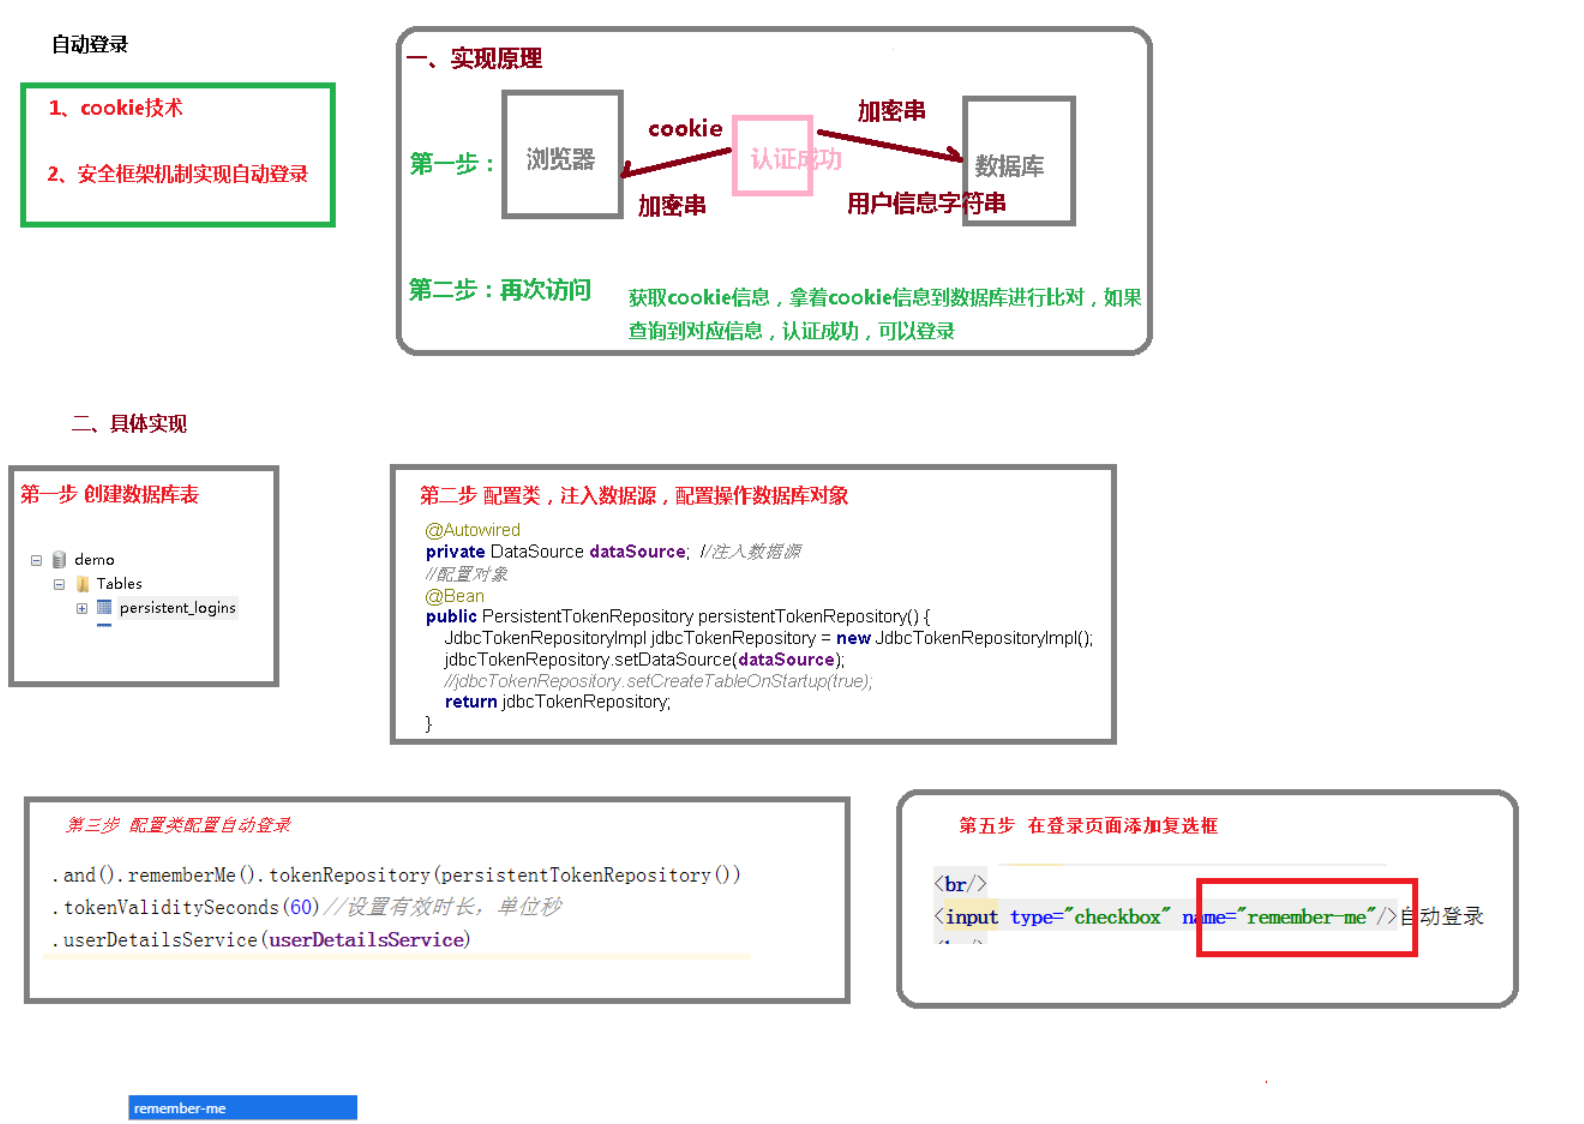 自动登录
1、cookie技术
2、安全框架机制实现自动登录
一、实现原理
第一步：
浏览器
cookie
加密串
认证成功
加密串
用户信息字符串
数据库
第二步：再次访问
获取cookie信息，拿着cookie信息到数据库进行比对，如果
查询到对应信息，认证成功，可以登录
二、具体实现
第一步 创建数据库表
demo
Tables
persistent_logins
第二步 配置类，注入数据源，配置操作数据库对象
@Autowired
private DataSource dataSource; //注入数据源
//配置对象
@Bean
public PersistentTokenRepository persistentTokenRepository() {
JdbcTokenRepositoryImpl jdbcTokenRepository = new JdbcTokenRepositoryImpl();
jdbcTokenRepository.setDataSource(dataSource);
//jdbcTokenRepository.setCreateTableOnStartup(true);
return jdbcTokenRepository;
}
第三步 配置类配置自动登录
.and().rememberMe().tokenRepository(persistentTokenRepository())
.tokenValiditySeconds(60)//设置有效时长，单位秒
.userDetailsService(userDetailsService)
第五步 在登录页面添加复选框
<br/>
<input type="checkbox" name="remember-me"/>自动登录
remember-me